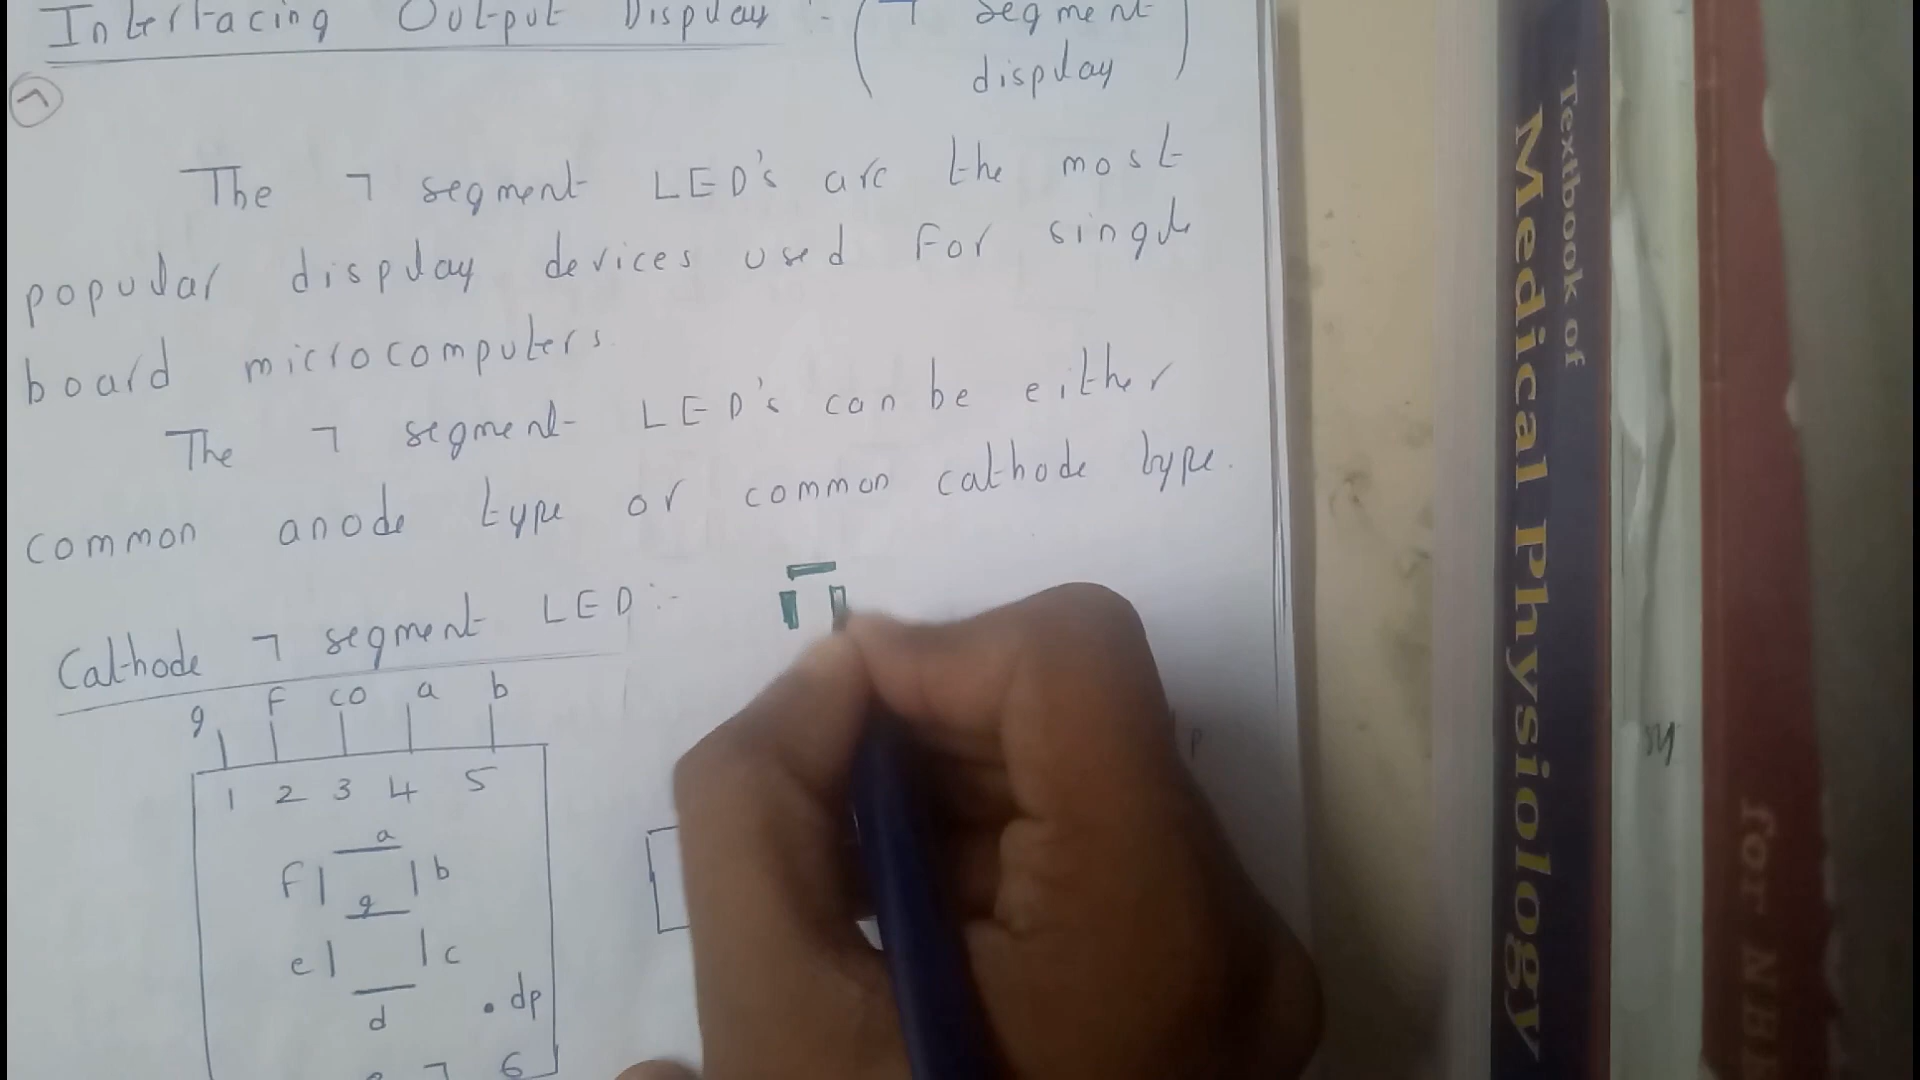 Interfacing Output Display :- (7 segment
display)
7
The 7 segment LED's are the most
popular display devices used for single
board microcomputers.
The 7 segment LED's can be either
common anode type or common cathode type.
Cathode 7 segment LED :-
g f co a b
1 2 3 4 5
a
f b
g
e c
d . dp
7 6
P
Textbook of
Medical Physiology
for